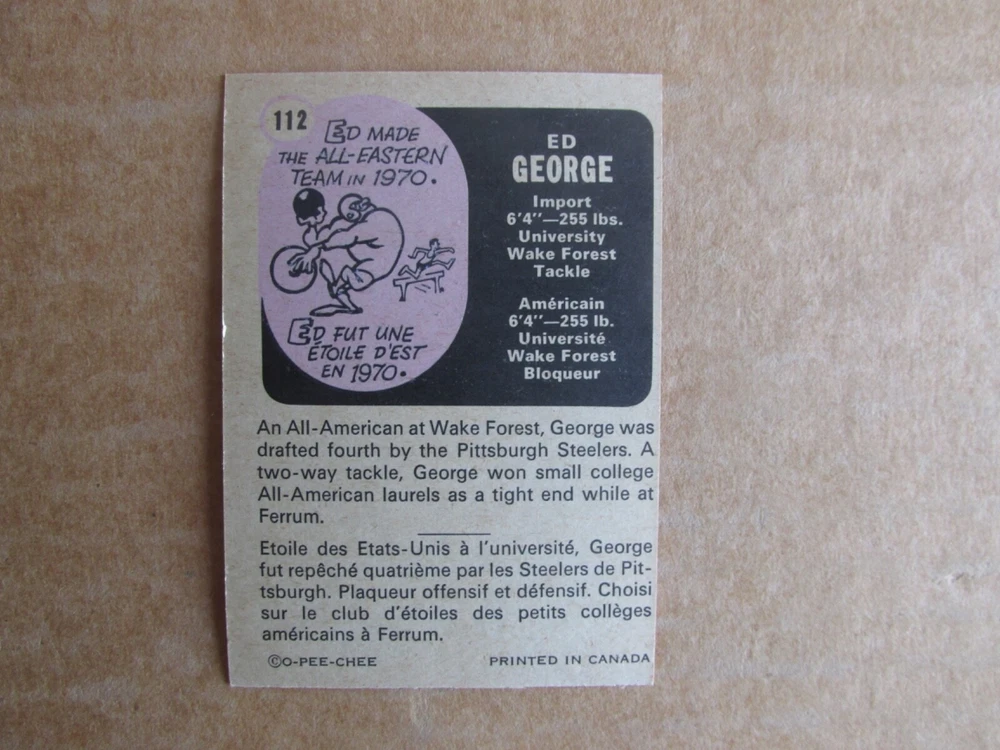 112
ED MADE
THE ALL-EASTERN
TEAM IN 1970.
ED FUT UNE
ÉTOILE D'EST
EN 1970.
ED
GEORGE
Import
6'4"—255 lbs.
University
Wake Forest
Tackle
Américain
6'4"—255 lb.
Université
Wake Forest
Bloqueur
An All-American at Wake Forest, George was
drafted fourth by the Pittsburgh Steelers. A
two-way tackle, George won small college
All-American laurels as a tight end while at
Ferrum.
Etoile des Etats-Unis à l'université, George
fut repêché quatrième par les Steelers de Pit-
tsburgh. Plaqueur offensif et défensif. Choisi
sur le club d'étoiles des petits collèges
américains à Ferrum.
©O-PEE-CHEE PRINTED IN CANADA